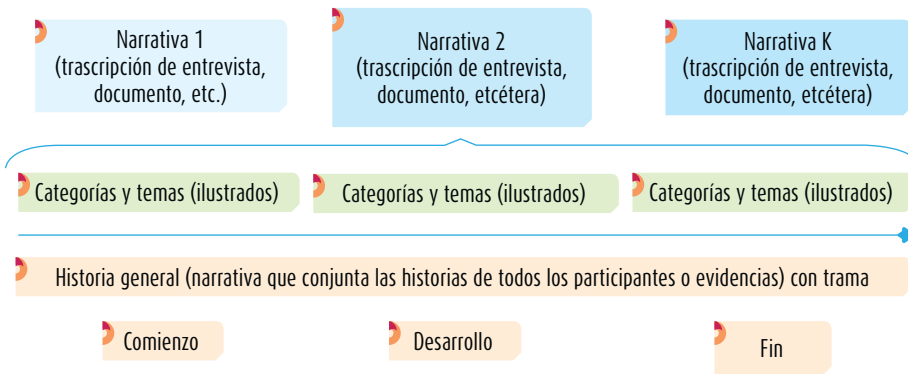 Narrativa 1
(trascripción de entrevista,
documento, etc.)
Narrativa 2
(trascripción de entrevista,
documento, etcétera)
Narrativa K
(trascripción de entrevista,
documento, etcétera)
Categorías y temas (ilustrados)
Categorías y temas (ilustrados)
Categorías y temas (ilustrados)
Historia general (narrativa que conjunta las historias de todos los participantes o evidencias) con trama
Comienzo
Desarrollo
Fin